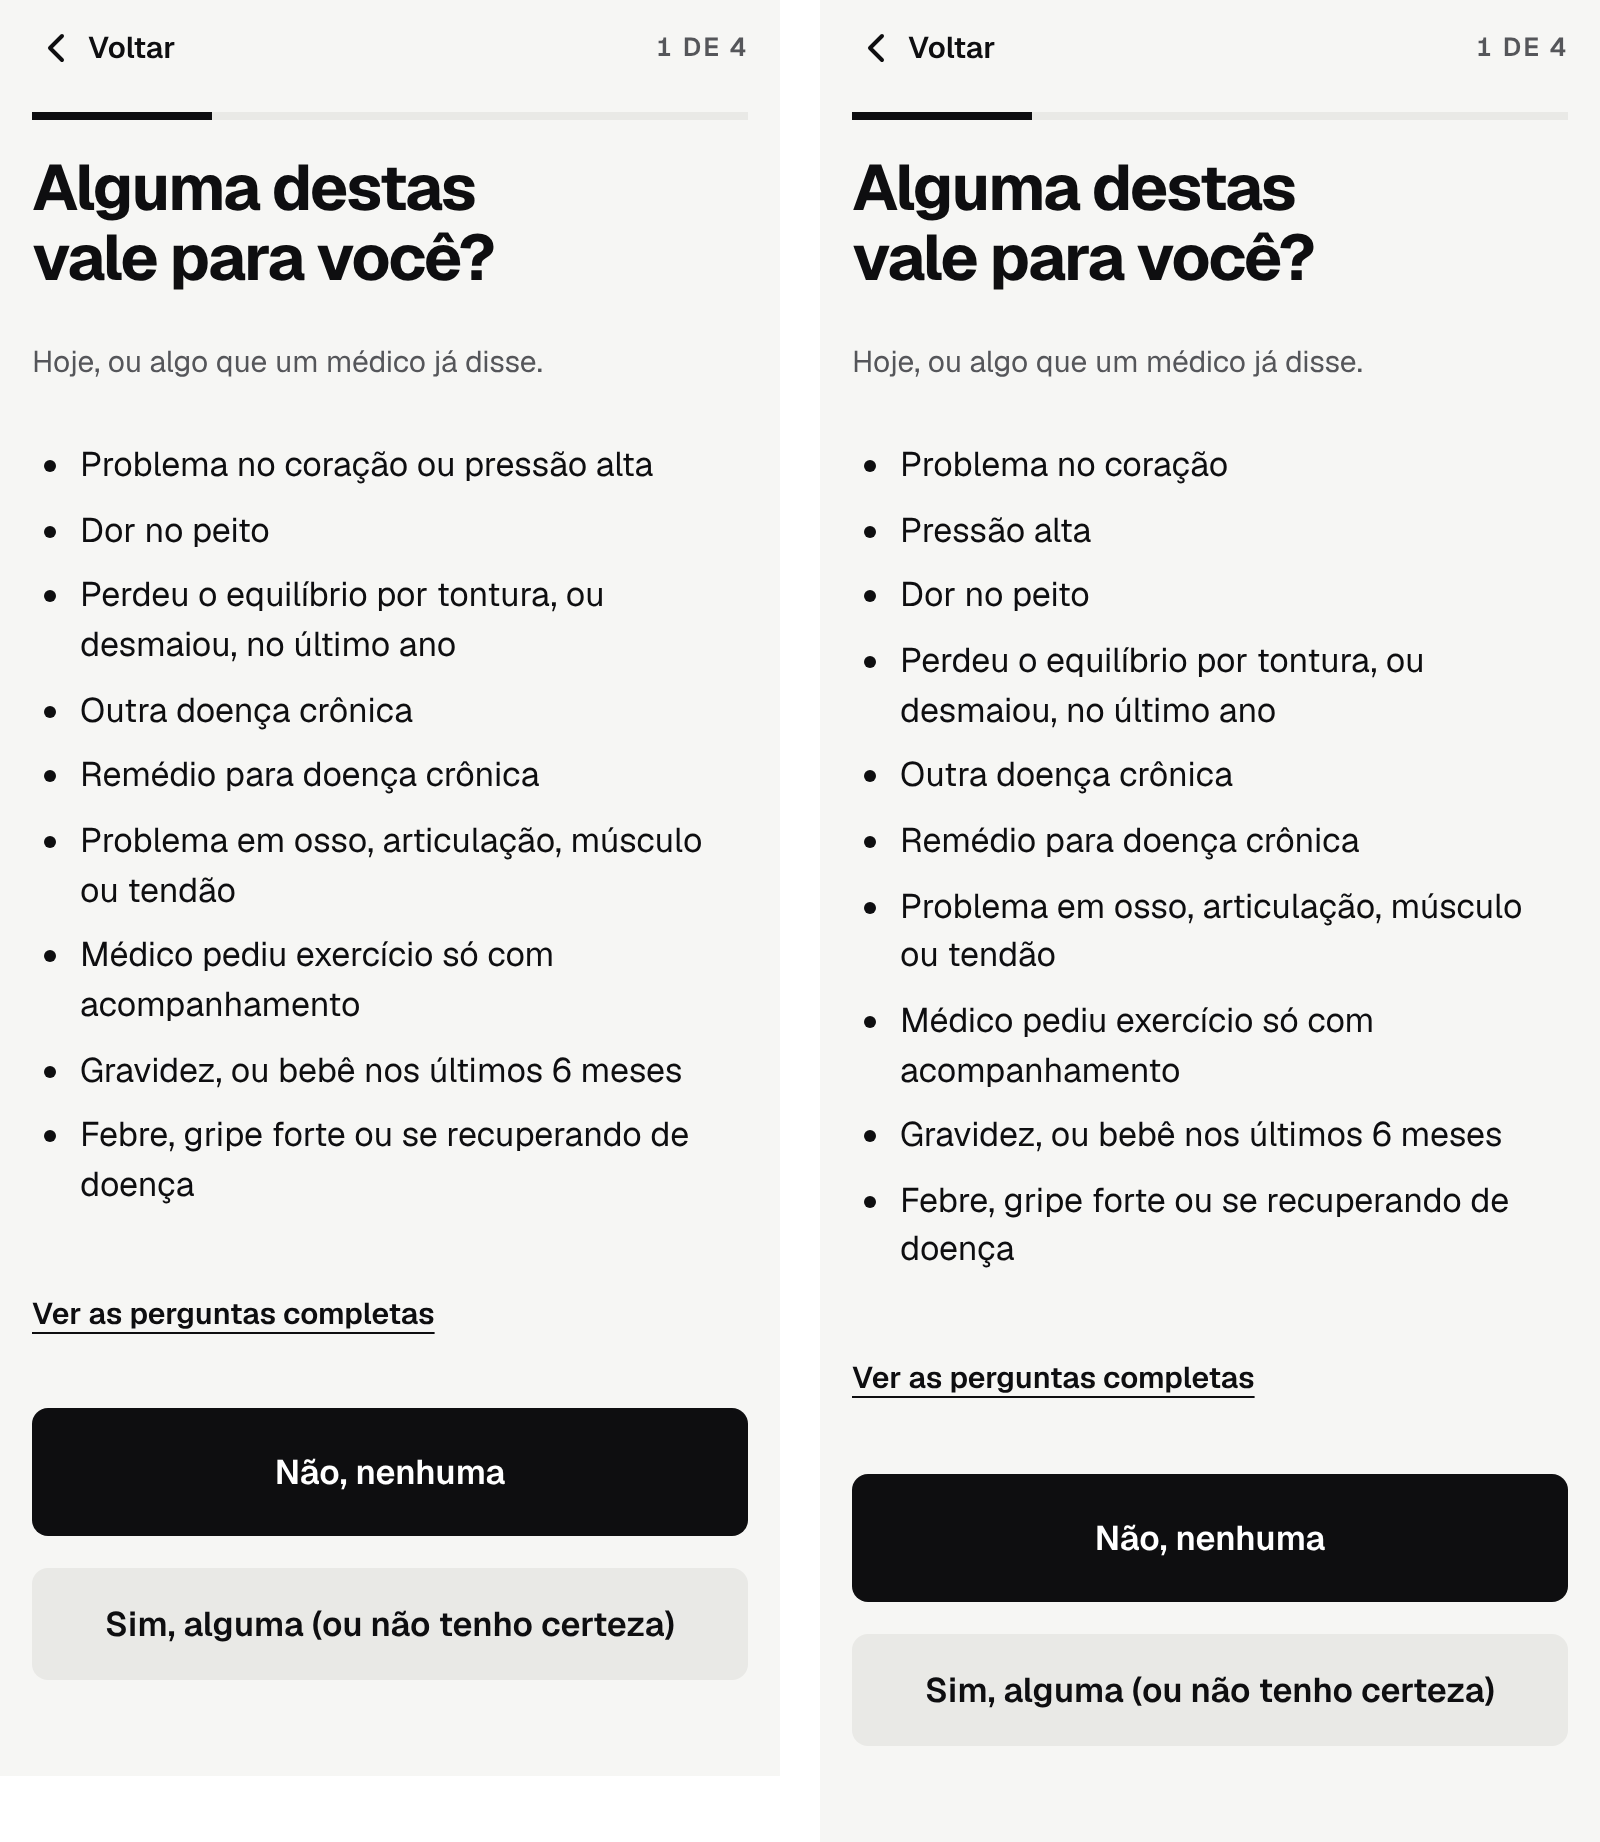 Voltar
1 DE 4
Alguma destas
vale para você?
Hoje, ou algo que um médico já disse.
• Problema no coração ou pressão alta
• Dor no peito
• Perdeu o equilíbrio por tontura, ou
desmaiou, no último ano
• Outra doença crônica
• Remédio para doença crônica
• Problema em osso, articulação, músculo
ou tendão
• Médico pediu exercício só com
acompanhamento
• Gravidez, ou bebê nos últimos 6 meses
• Febre, gripe forte ou se recuperando de
doença
Ver as perguntas completas
Não, nenhuma
Sim, alguma (ou não tenho certeza)
Voltar
1 DE 4
Alguma destas
vale para você?
Hoje, ou algo que um médico já disse.
• Problema no coração
• Pressão alta
• Dor no peito
• Perdeu o equilíbrio por tontura, ou
desmaiou, no último ano
• Outra doença crônica
• Remédio para doença crônica
• Problema em osso, articulação, músculo
ou tendão
• Médico pediu exercício só com
acompanhamento
• Gravidez, ou bebê nos últimos 6 meses
• Febre, gripe forte ou se recuperando de
doença
Ver as perguntas completas
Não, nenhuma
Sim, alguma (ou não tenho certeza)